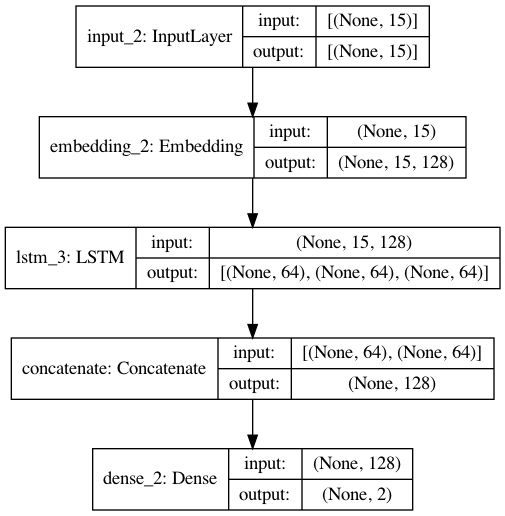 input_2: InputLayer
input: [(None, 15)]
output: [(None, 15)]
embedding_2: Embedding
input: (None, 15)
output: (None, 15, 128)
lstm_3: LSTM
input: (None, 15, 128)
output: [(None, 64), (None, 64), (None, 64)]
concatenate: Concatenate
input: [(None, 64), (None, 64)]
output: (None, 128)
dense_2: Dense
input: (None, 128)
output: (None, 2)